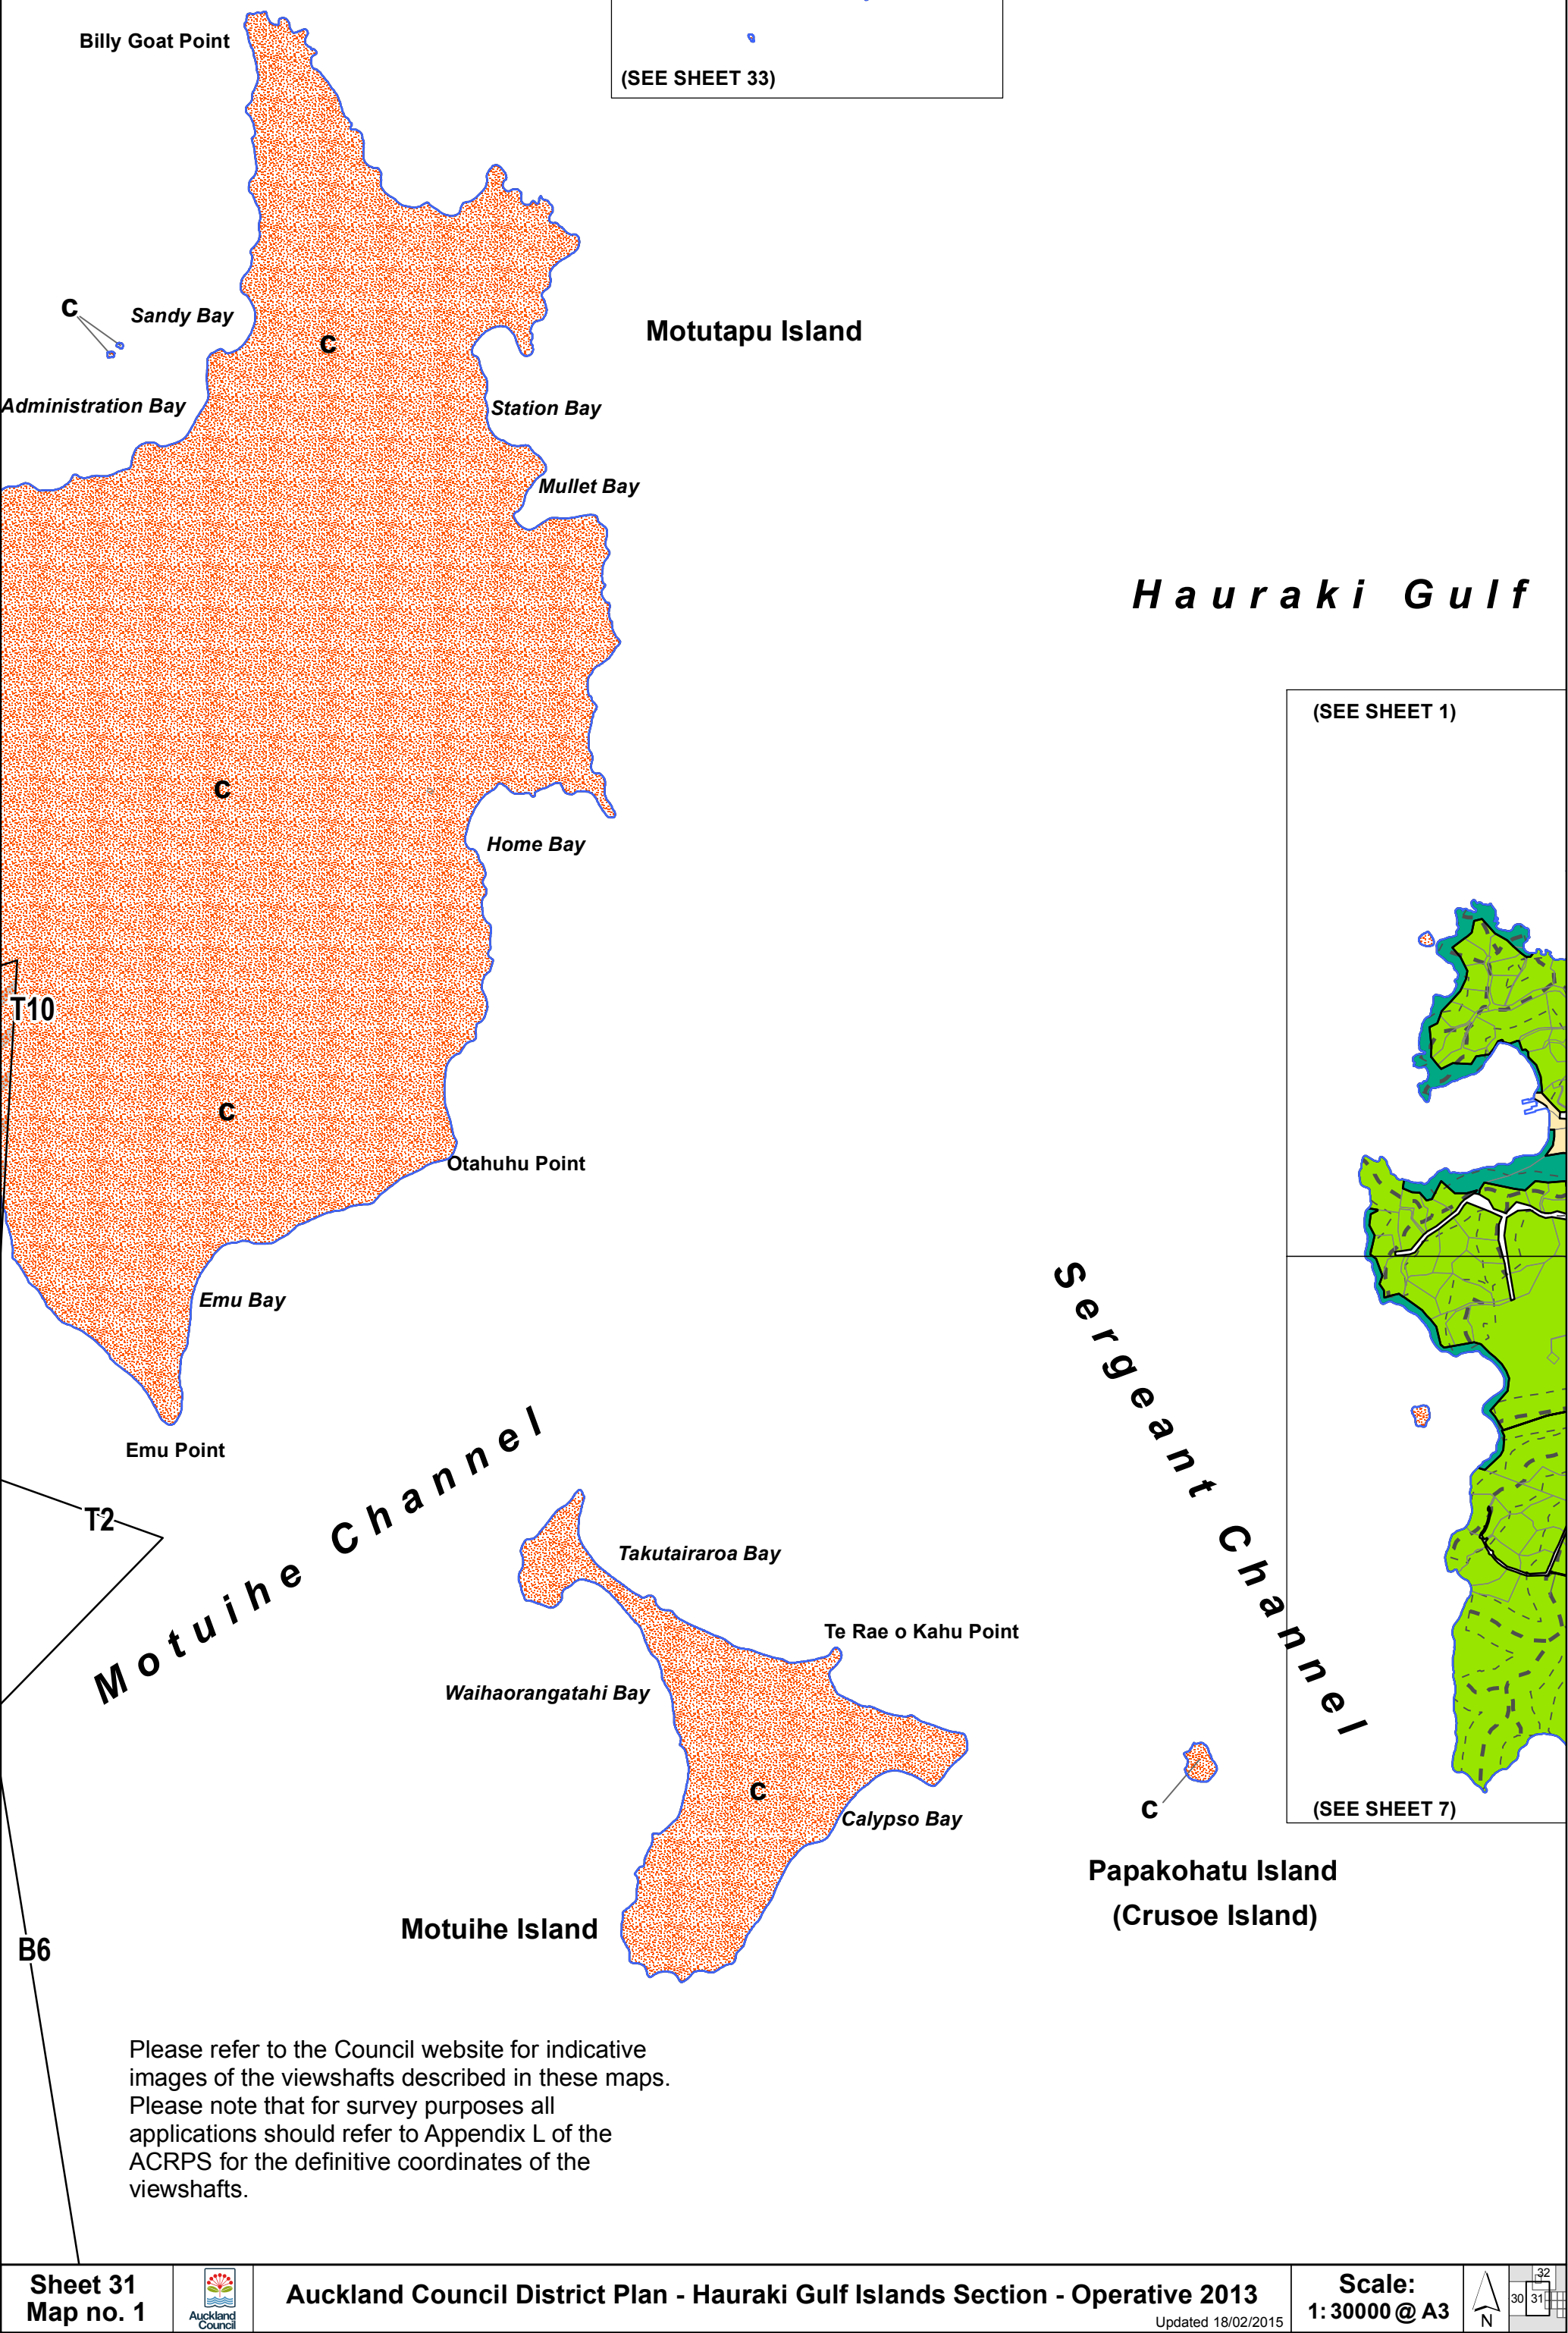 Billy Goat Point
(SEE SHEET 33)
c
Sandy Bay
c
Motutapu Island
Administration Bay
Station Bay
Mullet Bay
Hauraki Gulf
(SEE SHEET 1)
c
Home Bay
T10
c
Otahuhu Point
Emu Bay
Emu Point
Sergeant Channel
Motuihe Channel
T2
Takutairaroa Bay
Te Rae o Kahu Point
Waihaorangatahi Bay
c
c
Calypso Bay
(SEE SHEET 7)
Papakohatu Island
(Crusoe Island)
Motuihe Island
B6
Please refer to the Council website for indicative
images of the viewshafts described in these maps.
Please note that for survey purposes all
applications should refer to Appendix L of the
ACRPS for the definitive coordinates of the
viewshafts.
Sheet 31
Map no. 1
Auckland
Council
Auckland Council District Plan - Hauraki Gulf Islands Section - Operative 2013
Updated 18/02/2015
Scale:
1: 30000 @ A3
N
32
30 31